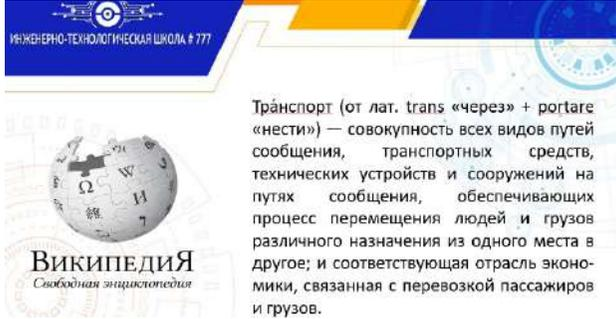 ИНЖЕНЕРНО-ТЕХНОЛОГИЧЕСКАЯ ШКОЛА # 777
Тра́нспорт (от лат. trans «через» + portare
«нести») — совокупность всех видов путей
сообщения, транспортных средств,
технических устройств и сооружений на
путях сообщения, обеспечивающих
процесс перемещения людей и грузов
различного назначения из одного места в
другое; и соответствующая отрасль эконо-
мики, связанная с перевозкой пассажиров
и грузов.
Ω W И
ВИКИПЕДИЯ
Свободная энциклопедия